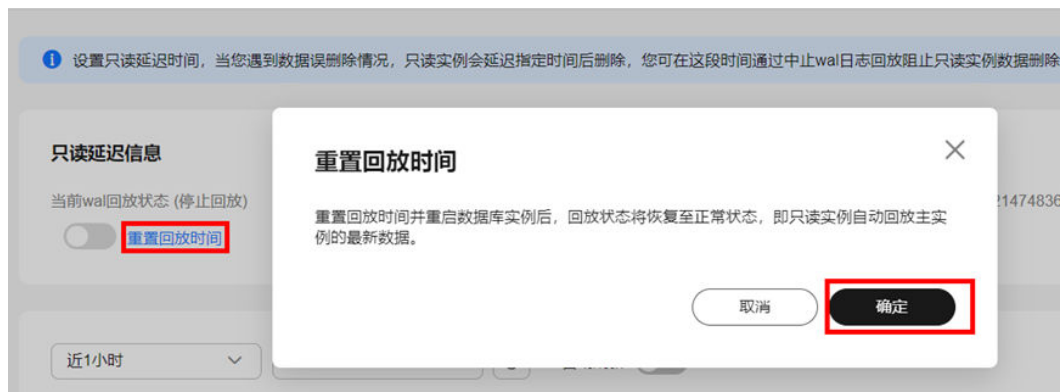 设置只读延迟时间，当您遇到数据误删除情况，只读实例会延迟指定时间后删除，您可在这段时间通过中止wal日志回放阻止只读实例数据删除
只读延迟信息
重置回放时间
当前wal回放状态 (停止回放)
21474836
重置回放时间并重启数据库实例后，回放状态将恢复至正常状态，即只读实例自动回放主实
例的最新数据。
重置回放时间
取消
确定
近1小时